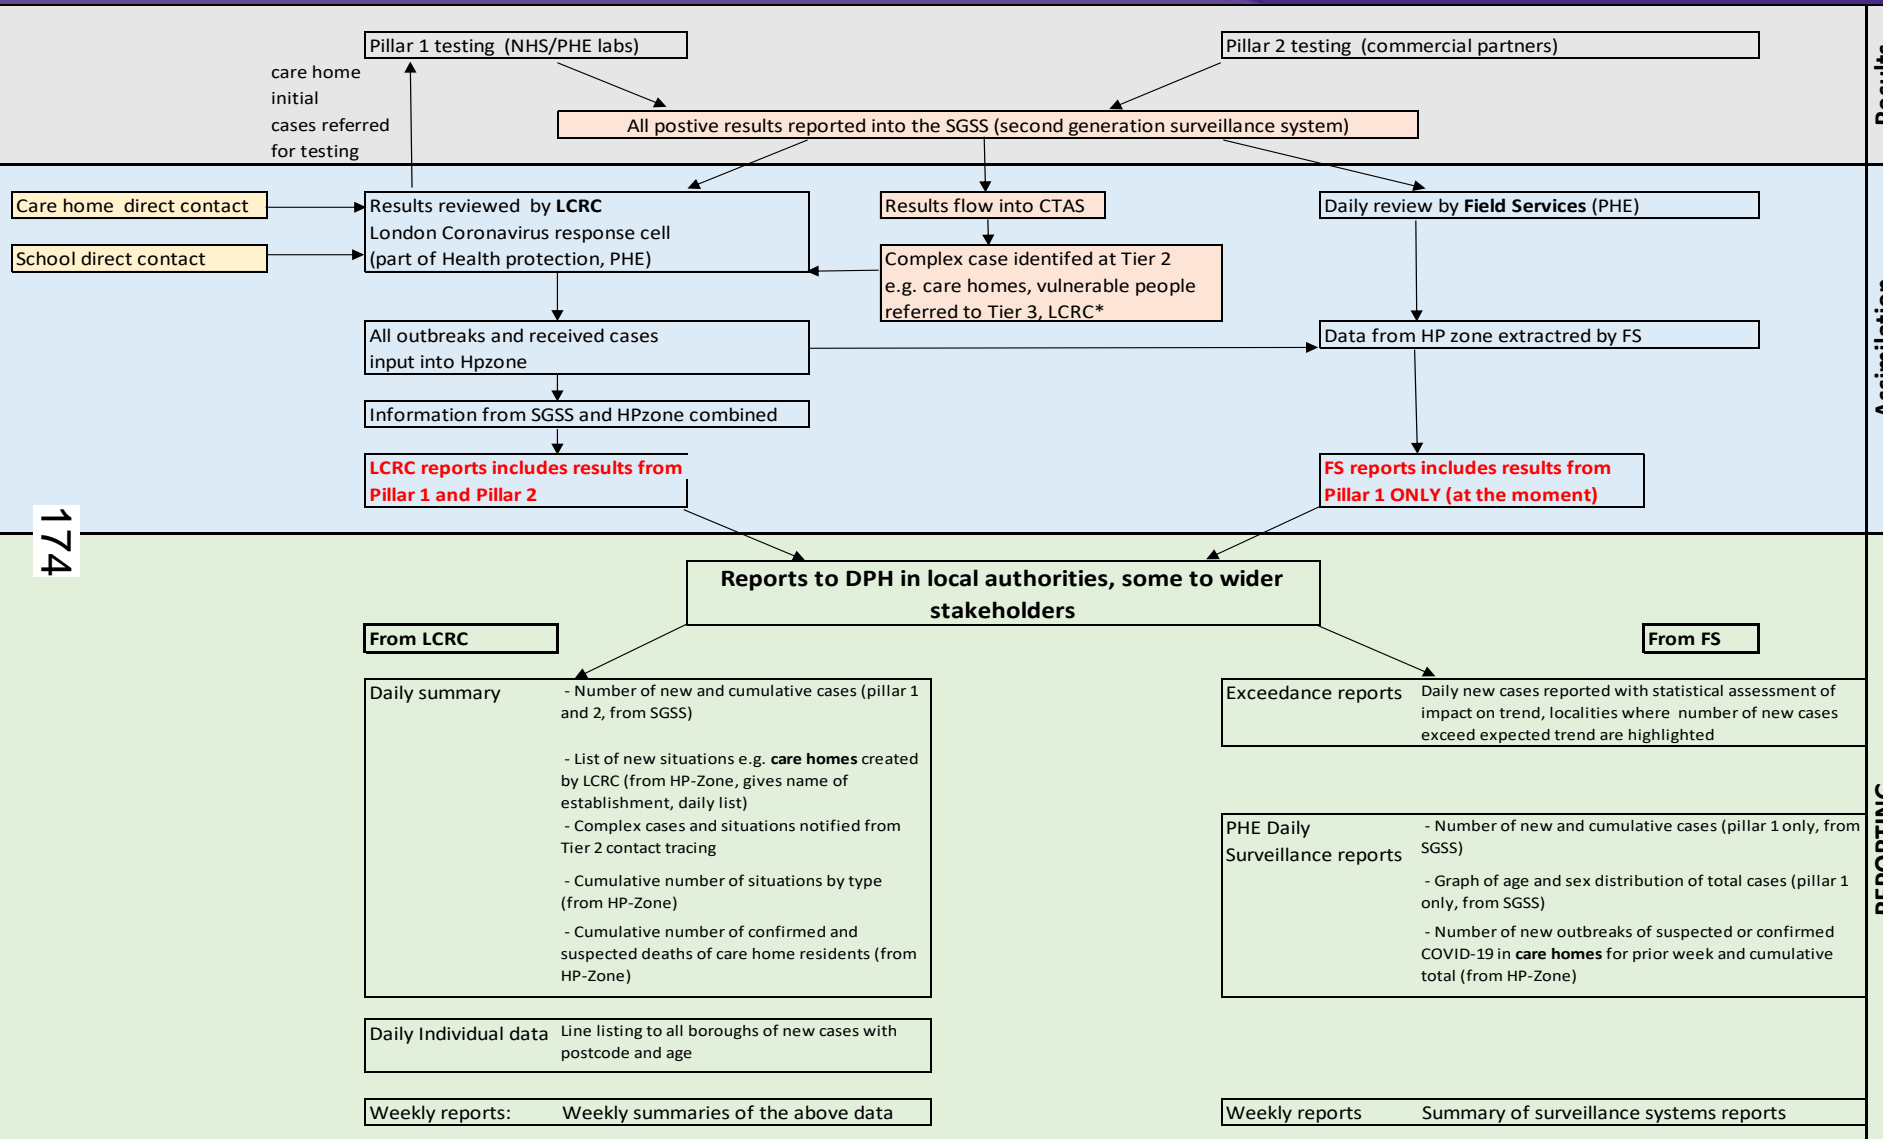 Pillar 1 testing (NHS/PHE labs)
Pillar 2 testing (commercial partners)
care home
initial
cases referred
for testing
All postive results reported into the SGSS (second generation surveillance system)
Results
Care home direct contact
School direct contact
Results reviewed by LCRC
London Coronavirus response cell
(part of Health protection, PHE)
Results flow into CTAS
Complex case identifed at Tier 2
e.g. care homes, vulnerable people
referred to Tier 3, LCRC*
Daily review by Field Services (PHE)
All outbreaks and received cases
input into Hpzone
Data from HP zone extractred by FS
Information from SGSS and HPzone combined
LCRC reports includes results from
Pillar 1 and Pillar 2
FS reports includes results from
Pillar 1 ONLY (at the moment)
Assimilation
174
Reports to DPH in local authorities, some to wider
stakeholders
From LCRC
From FS
Daily summary
- Number of new and cumulative cases (pillar 1
and 2, from SGSS)
- List of new situations e.g. care homes created
by LCRC (from HP-Zone, gives name of
establishment, daily list)
- Complex cases and situations notified from
Tier 2 contact tracing
- Cumulative number of situations by type
(from HP-Zone)
- Cumulative number of confirmed and
suspected deaths of care home residents (from
HP-Zone)
Daily Individual data
Line listing to all boroughs of new cases with
postcode and age
Weekly reports:
Weekly summaries of the above data
Exceedance reports
Daily new cases reported with statistical assessment of
impact on trend, localities where number of new cases
exceed expected trend are highlighted
PHE Daily
Surveillance reports
- Number of new and cumulative cases (pillar 1 only, from
SGSS)
- Graph of age and sex distribution of total cases (pillar 1
only, from SGSS)
- Number of new outbreaks of suspected or confirmed
COVID-19 in care homes for prior week and cumulative
total (from HP-Zone)
Weekly reports
Summary of surveillance systems reports
REPORTING